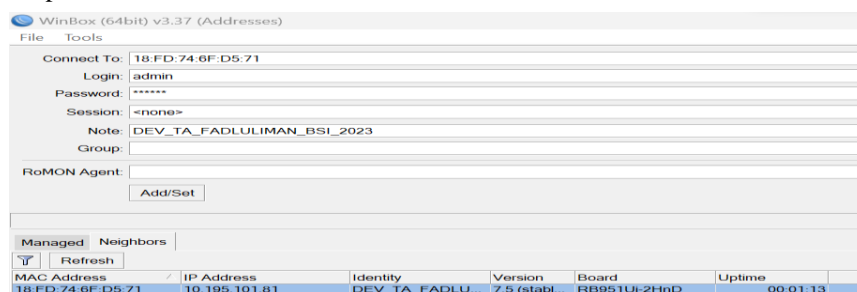 WinBox (64bit) v3.37 (Addresses)
File Tools
Connect To: 18:FD:74:6F:D5:71
Login: admin
Password: ******
Session: <none>
Note: DEV_TA_FADLULIMAN_BSI_2023
Group:
RoMON Agent:
Add/Set
Managed Neighbors
Refresh
MAC Address IP Address Identity Version Board Uptime
18:FD:74:6F:D5:71 10.195.101.81 DEV_TA_FADLU... 7.5 (stabl... RB951Ui-2HnD 00:01:13